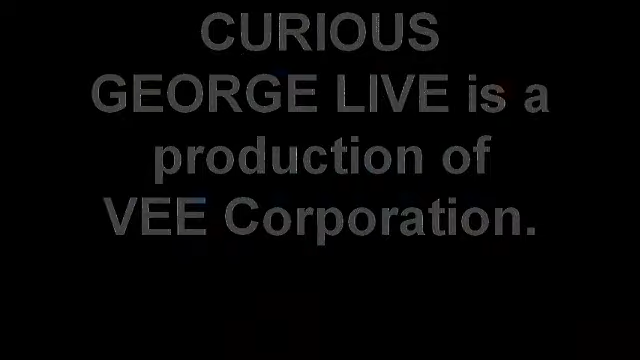 CURIOUS
GEORGE LIVE is a
production of
VEE Corporation.